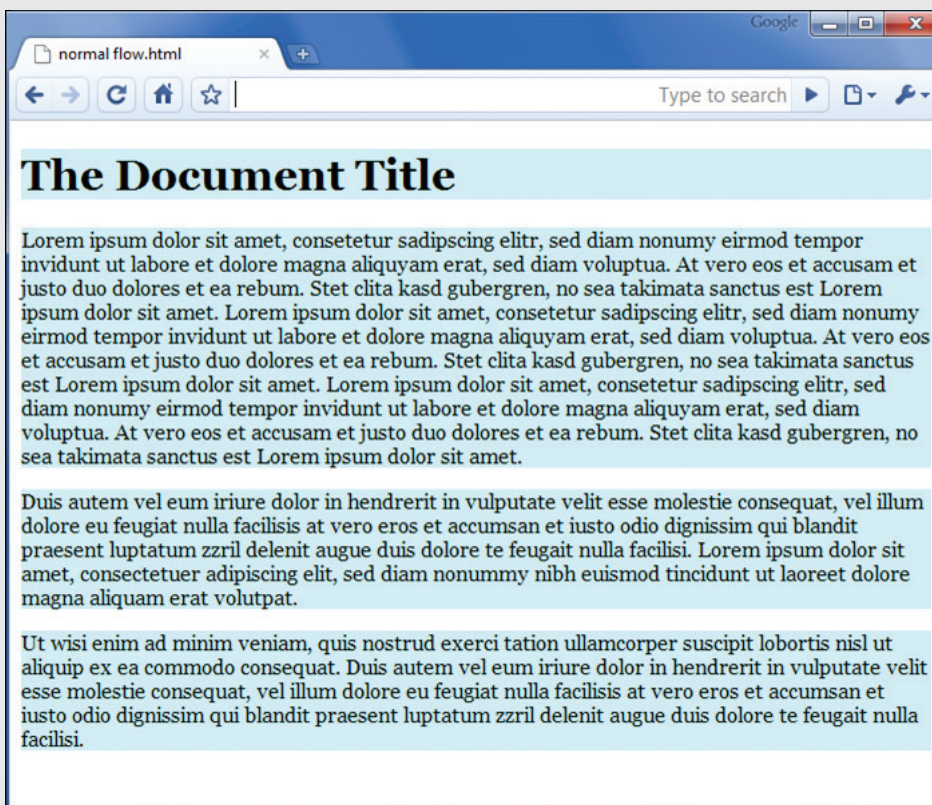 Google
normal flow.html
Type to search
The Document Title
Lorem ipsum dolor sit amet, consetetur sadipscing elitr, sed diam nonumy eirmod tempor
invidunt ut labore et dolore magna aliquyam erat, sed diam voluptua. At vero eos et accusam et
justo duo dolores et ea rebum. Stet clita kasd gubergren, no sea takimata sanctus est Lorem
ipsum dolor sit amet. Lorem ipsum dolor sit amet, consetetur sadipscing elitr, sed diam nonumy
eirmod tempor invidunt ut labore et dolore magna aliquyam erat, sed diam voluptua. At vero eos
et accusam et justo duo dolores et ea rebum. Stet clita kasd gubergren, no sea takimata sanctus
est Lorem ipsum dolor sit amet. Lorem ipsum dolor sit amet, consetetur sadipscing elitr, sed
diam nonumy eirmod tempor invidunt ut labore et dolore magna aliquyam erat, sed diam
voluptua. At vero eos et accusam et justo duo dolores et ea rebum. Stet clita kasd gubergren, no
sea takimata sanctus est Lorem ipsum dolor sit amet.
Duis autem vel eum iriure dolor in hendrerit in vulputate velit esse molestie consequat, vel illum
dolore eu feugiat nulla facilisis at vero eros et accumsan et iusto odio dignissim qui blandit
praesent luptatum zzril delenit augue duis dolore te feugait nulla facilisi. Lorem ipsum dolor sit
amet, consectetuer adipiscing elit, sed diam nonummy nibh euismod tincidunt ut laoreet dolore
magna aliquam erat volutpat.
Ut wisi enim ad minim veniam, quis nostrud exerci tation ullamcorper suscipit lobortis nisl ut
aliquip ex ea commodo consequat. Duis autem vel eum iriure dolor in hendrerit in vulputate velit
esse molestie consequat, vel illum dolore eu feugiat nulla facilisis at vero eros et accumsan et
iusto odio dignissim qui blandit praesent luptatum zzril delenit augue duis dolore te feugait nulla
facilisi.